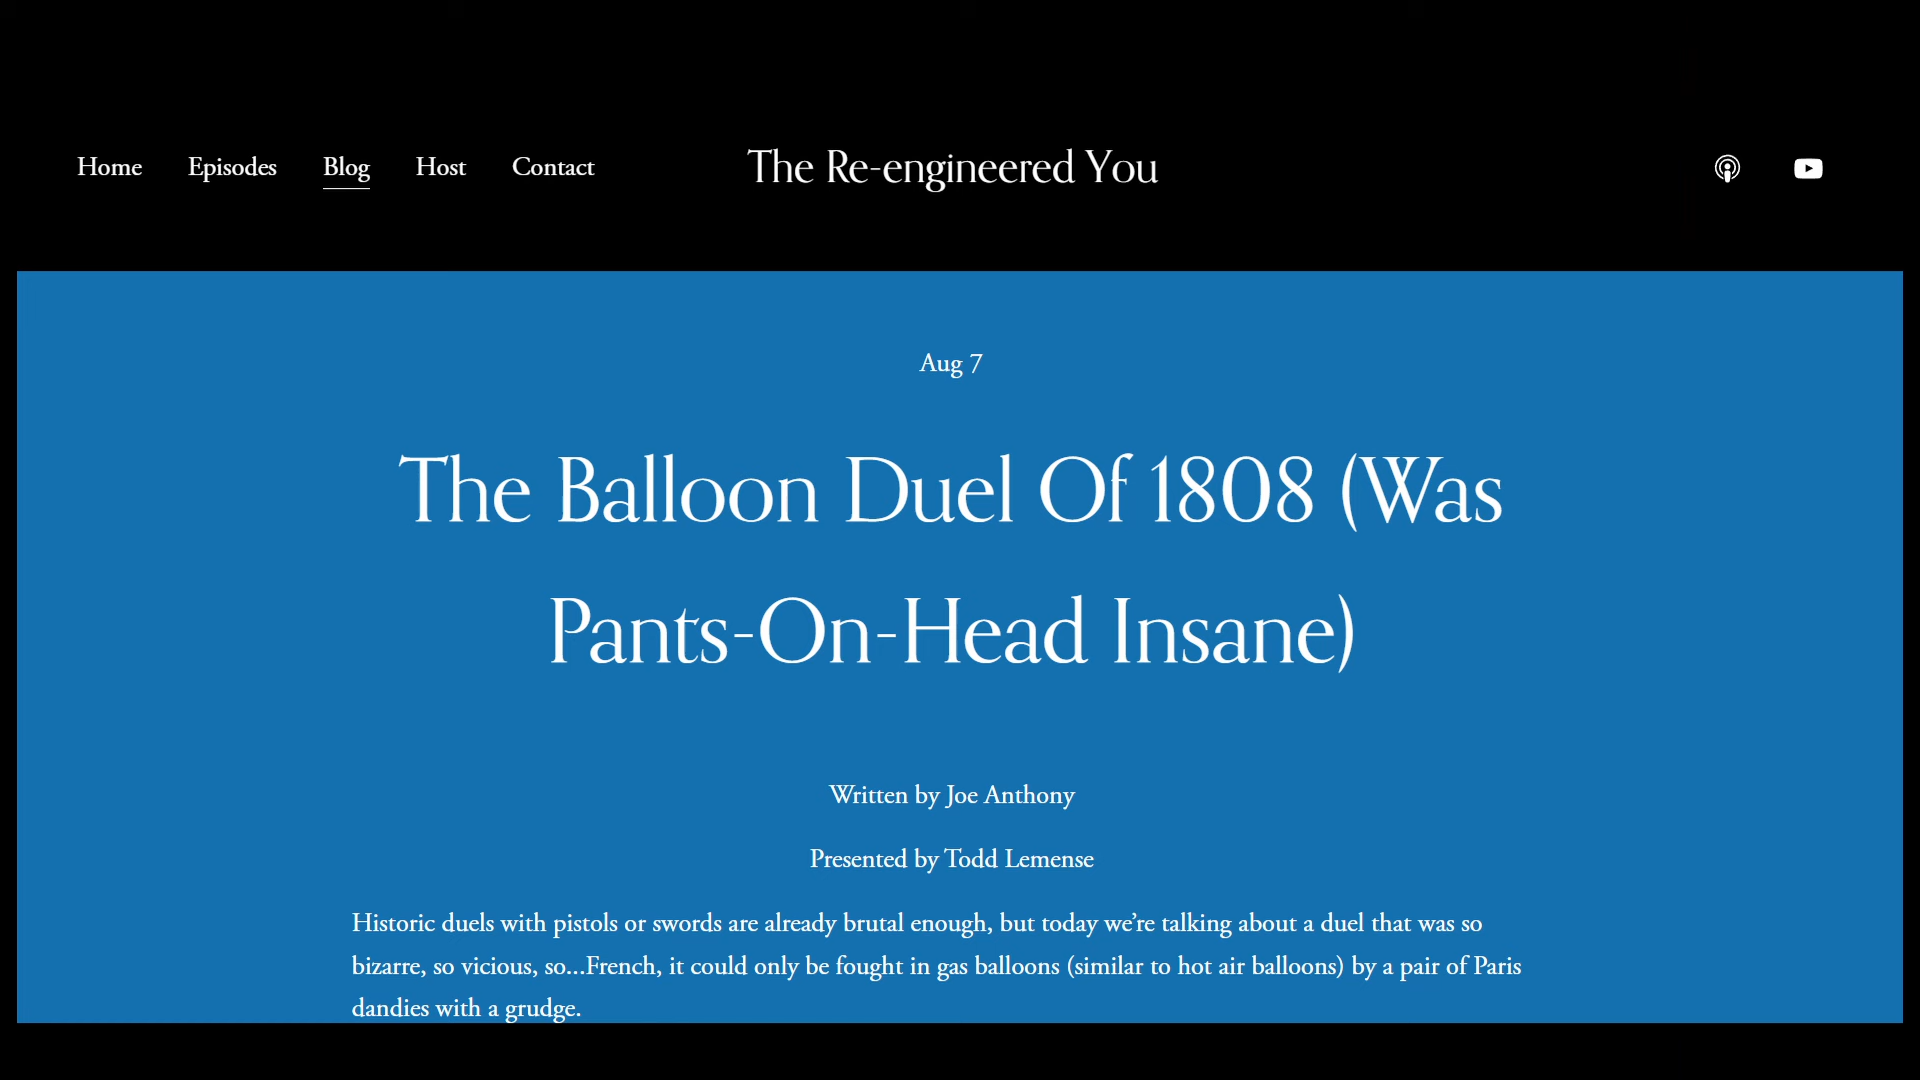 Home Episodes Blog Host Contact The Re-engineered You
Aug 7
The Balloon Duel Of 1808 (Was
Pants-On-Head Insane)
Written by Joe Anthony
Presented by Todd Lemense
Historic duels with pistols or swords are already brutal enough, but today we’re talking about a duel that was so
bizarre, so vicious, so…French, it could only be fought in gas balloons (similar to hot air balloons) by a pair of Paris
dandies with a grudge.